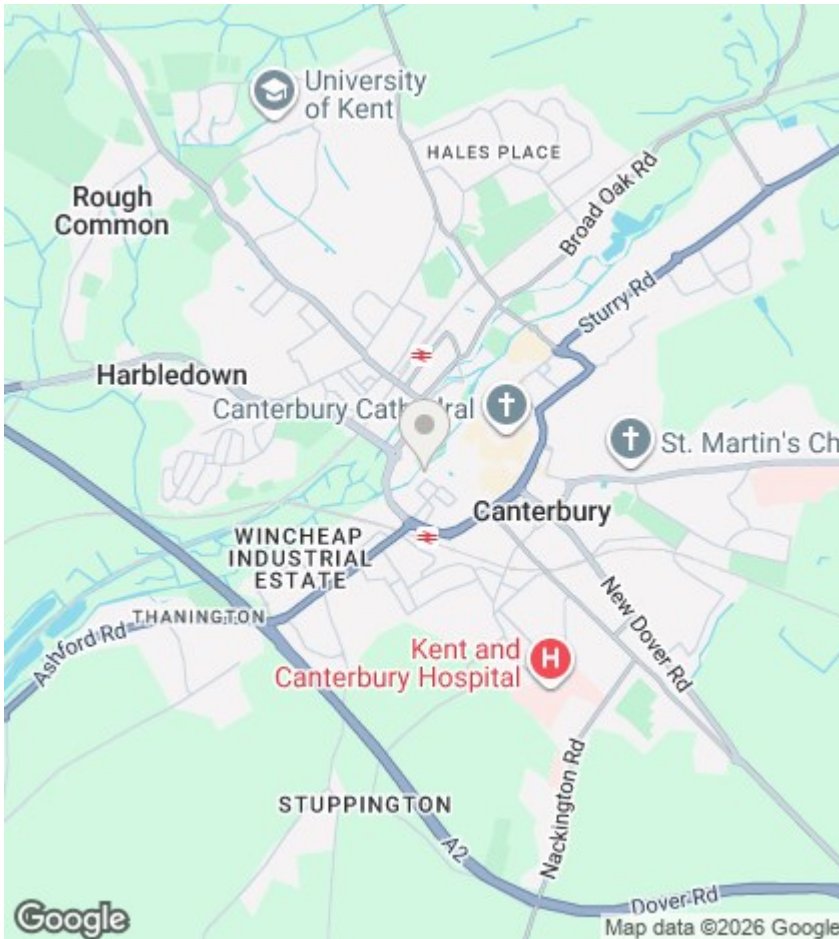 University
of Kent
HALES PLACE
Rough
Common
Broad Oak Rd
Sturry Rd
Harbledown
Canterbury Cathedral
St. Martin's Ch
Canterbury
WINCHEAP
INDUSTRIAL
ESTATE
THANINGTON
Ashford Rd
New Dover Rd
Kent and
Canterbury Hospital
H
Nackington Rd
STUPPINGTON
A2
Dover Rd
Google
Map data ©2026 Google